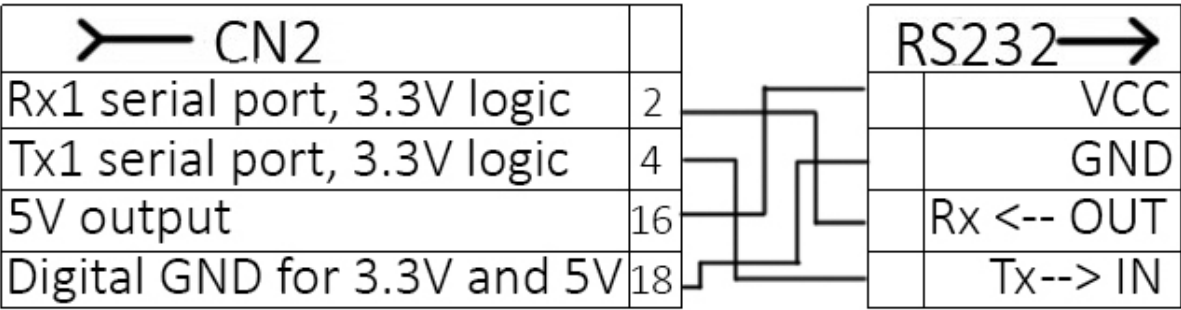 CN2
Rx1 serial port, 3.3V logic 2
Tx1 serial port, 3.3V logic 4
5V output 16
Digital GND for 3.3V and 5V 18
RS232
VCC
GND
Rx <-- OUT
Tx--> IN